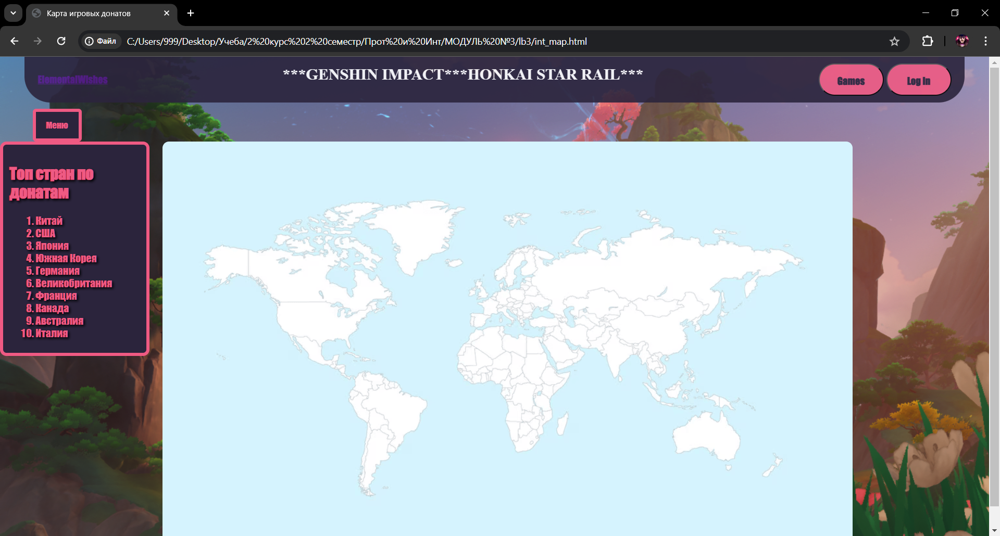 Карта игровых донатов
Файл
C:/Users/999/Desktop/Учеба/2%20курс%202%20семестр/Прот%20и%20Инт/МОДУЛЬ%20№3/lb3/int_map.html
ElementalWishes
***GENSHIN IMPACT***HONKAI STAR RAIL***
Games
Log In
Меню
Топ стран по
донатам
1. Китай
2. США
3. Япония
4. Южная Корея
5. Германия
6. Великобритания
7. Франция
8. Канада
9. Австралия
10. Италия